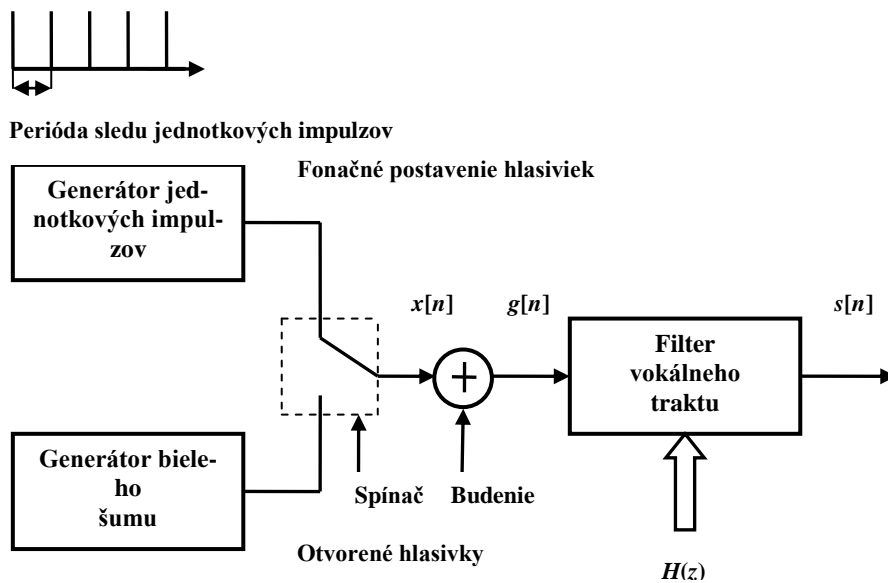 Perióda sledu jednotkových impulzov
Fonačné postavenie hlasiviek
Generátor jed-
notkových impul-
zov
x[n]
g[n]
s[n]
Filter
vokálneho
traktu
Generátor biele-
ho
šumu
Spínač
Budenie
Otvorené hlasivky
H(z)